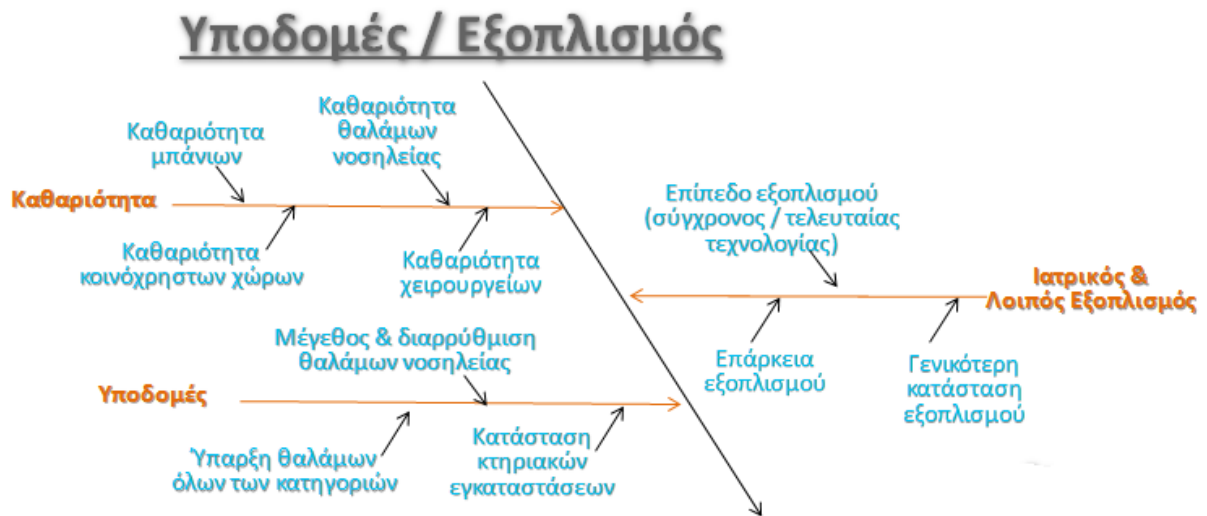 Υποδομές / Εξοπλισμός
Καθαριότητα
θαλάμων
νοσηλείας
Καθαριότητα
μπάνιων
Καθαριότητα
Καθαριότητα
κοινόχρηστων χώρων
Καθαριότητα
χειρουργείων
Επίπεδο εξοπλισμού
(σύγχρονος / τελευταίας
τεχνολογίας)
Ιατρικός &
Λοιπός Εξοπλισμός
Επάρκεια
εξοπλισμού
Γενικότερη
κατάσταση
εξοπλισμού
Μέγεθος & διαρρύθμιση
θαλάμων νοσηλείας
Υποδομές
Ύπαρξη θαλάμων
όλων των κατηγοριών
Κατάσταση
κτηριακών
εγκαταστάσεων